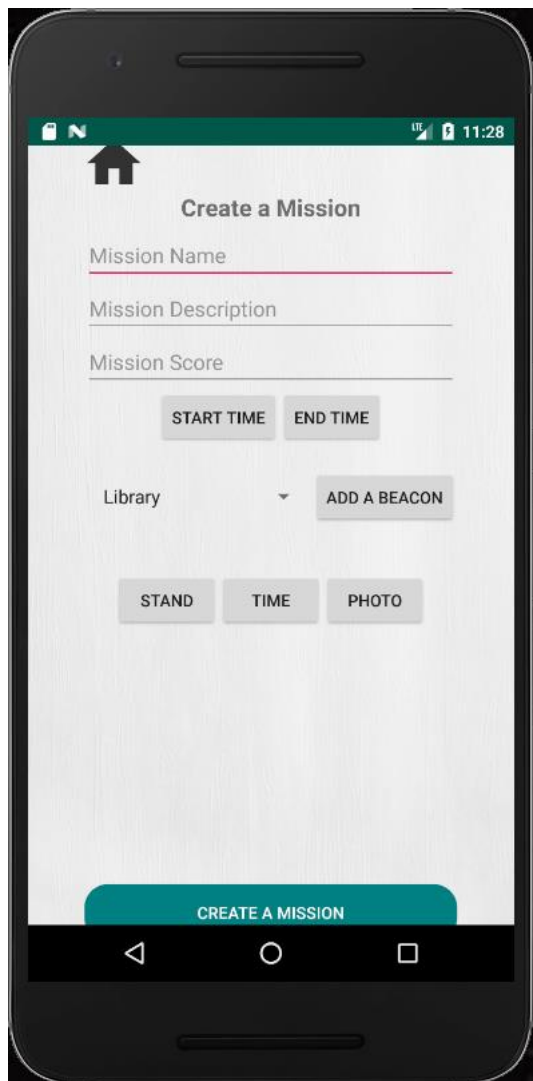 LTE 11:28
Create a Mission
Mission Name
Mission Description
Mission Score
START TIME END TIME
Library ADD A BEACON
STAND TIME PHOTO
CREATE A MISSION